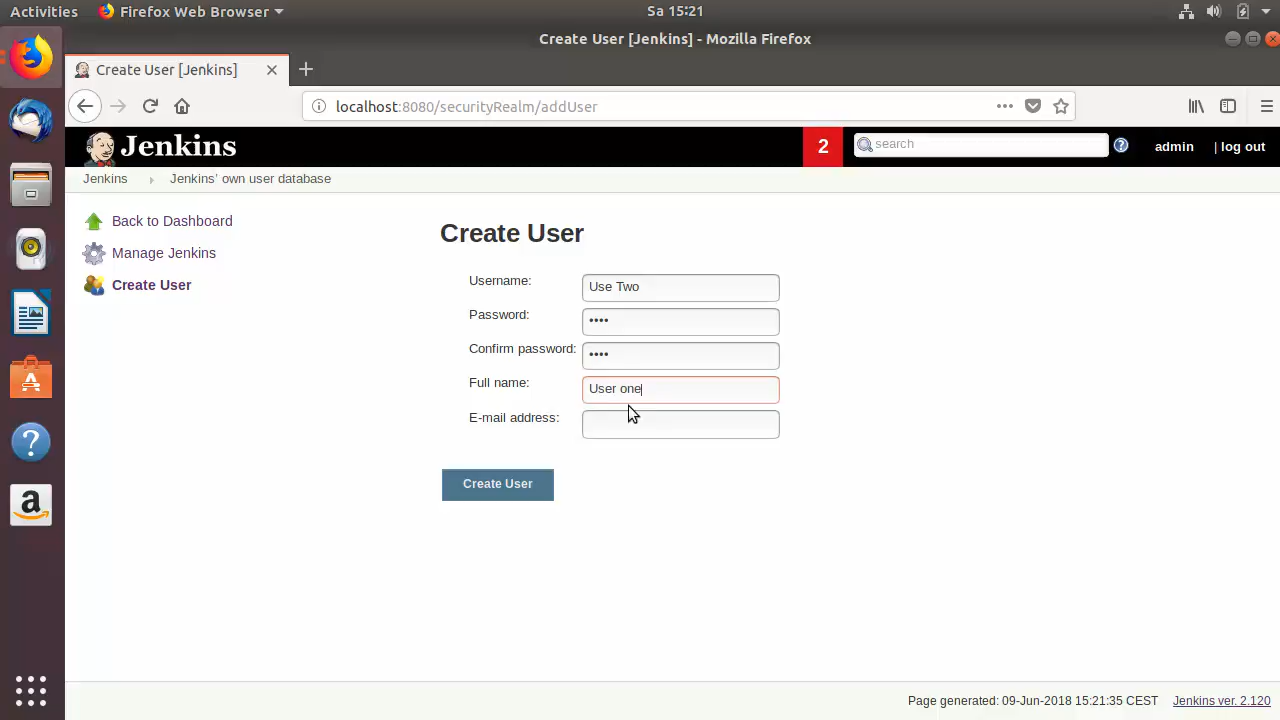 Activities Firefox Web Browser Sa 15:21
Create User [Jenkins] - Mozilla Firefox
Create User [Jenkins]
localhost:8080/securityRealm/addUser
Jenkins 2 search admin | log out
Jenkins Jenkins' own user database
Back to Dashboard
Manage Jenkins
Create User
Create User
Username: Use Two
Password: ••••
Confirm password: ••••
Full name: User one
E-mail address:
Create User
Page generated: 09-Jun-2018 15:21:35 CEST Jenkins ver. 2.120